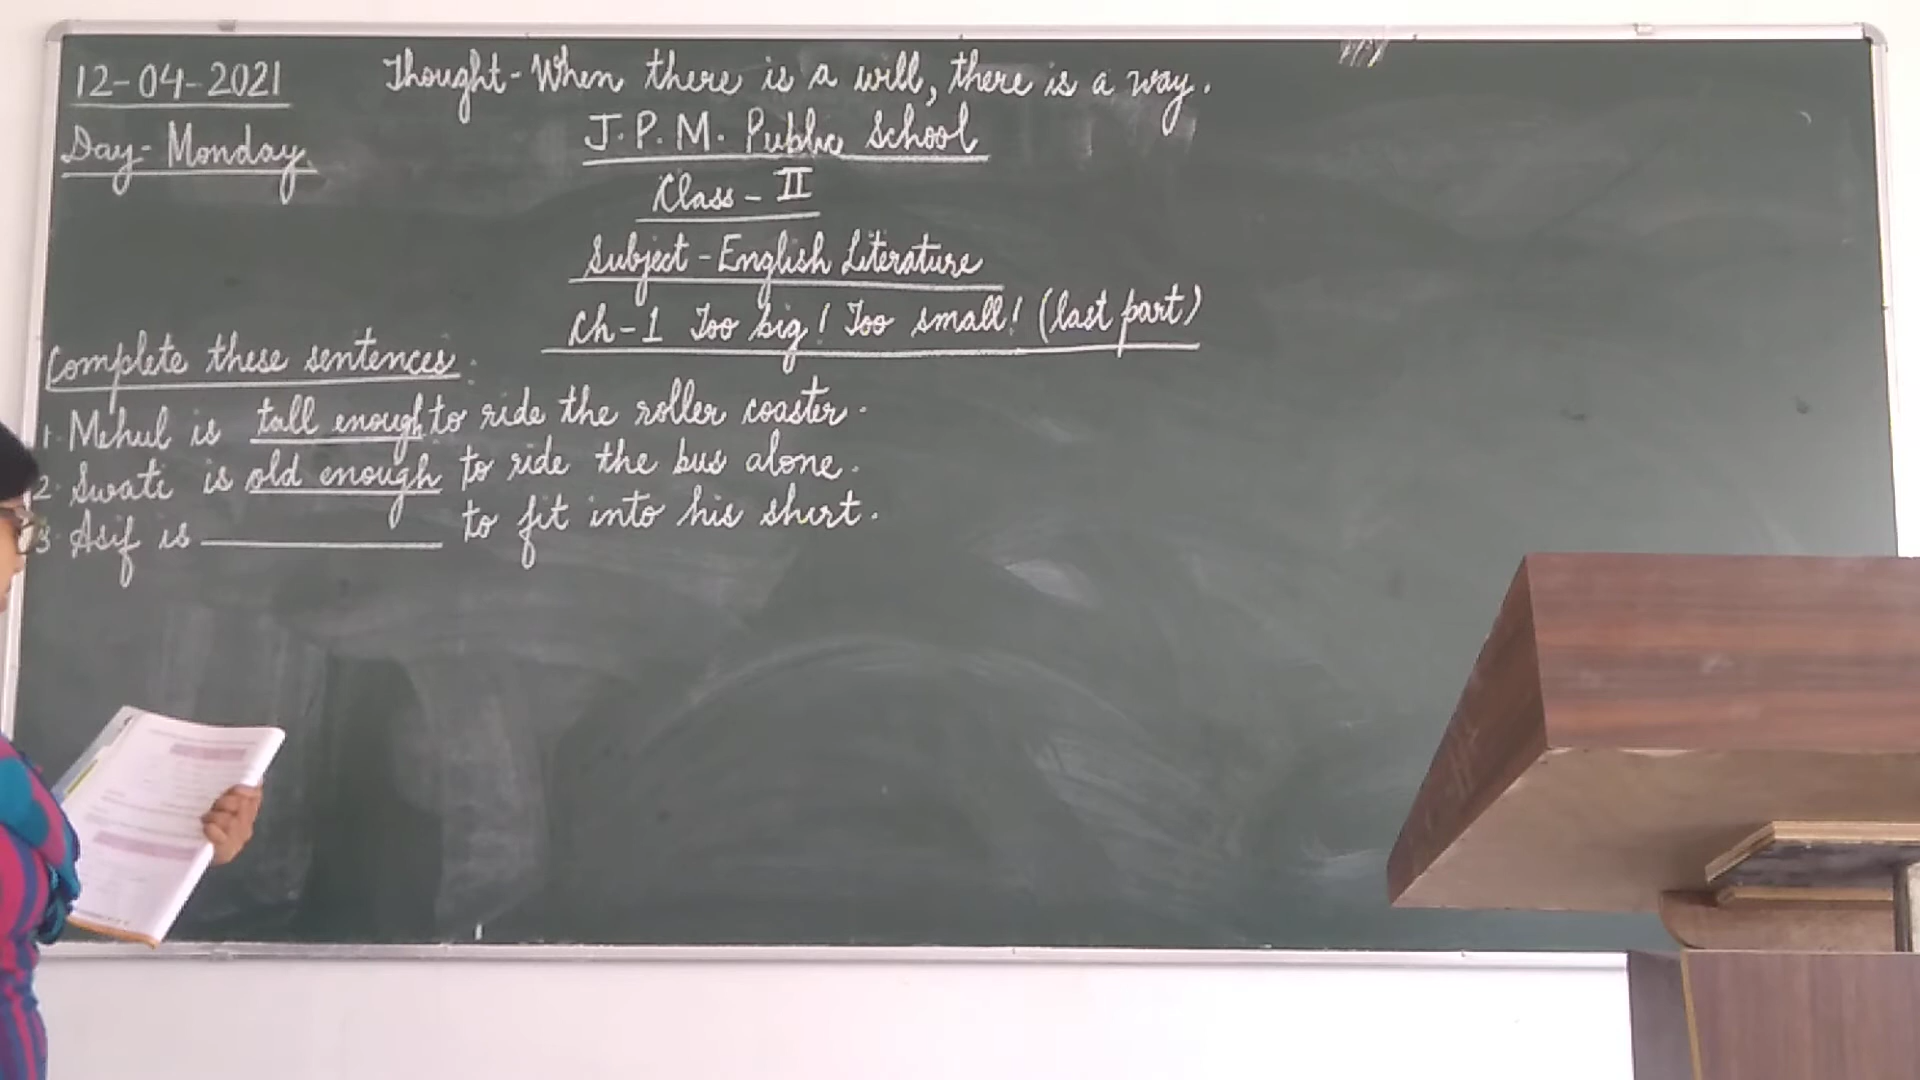 12-04-2021
Thought - When there is a will, there is a way.
Day - Monday
J.P.M. Public School
Class - II
Subject - English Literature
Ch-1 Too big! Too small! (last part)
Complete these sentences:
1. Mehul is tall enough to ride the roller coaster.
2. Swati is old enough to ride the bus alone.
3. Asif is ____________ to fit into his shirt.